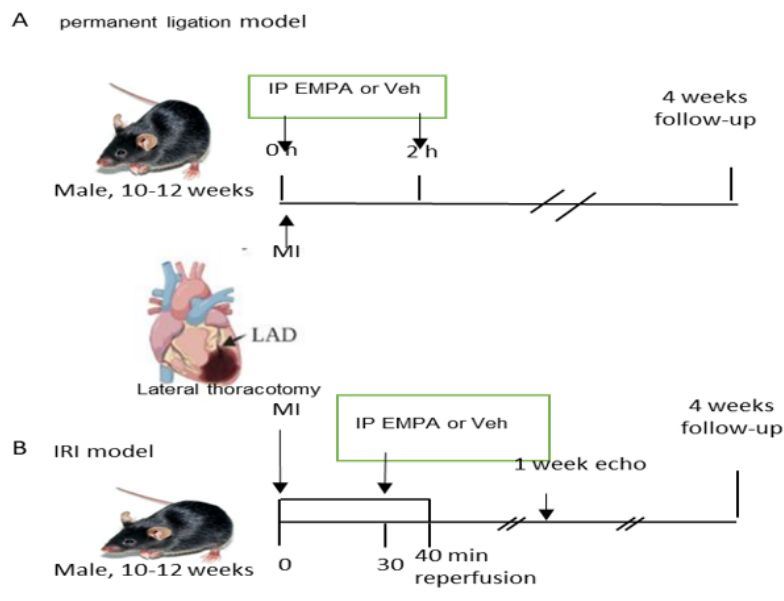 A permanent ligation model
IP EMPA or Veh
4 weeks
follow-up
0 h
2 h
Male, 10-12 weeks
MI
LAD
Lateral thoracotomy
MI
IP EMPA or Veh
4 weeks
follow-up
B IRI model
1 week echo
Male, 10-12 weeks
0
30
40 min
reperfusion